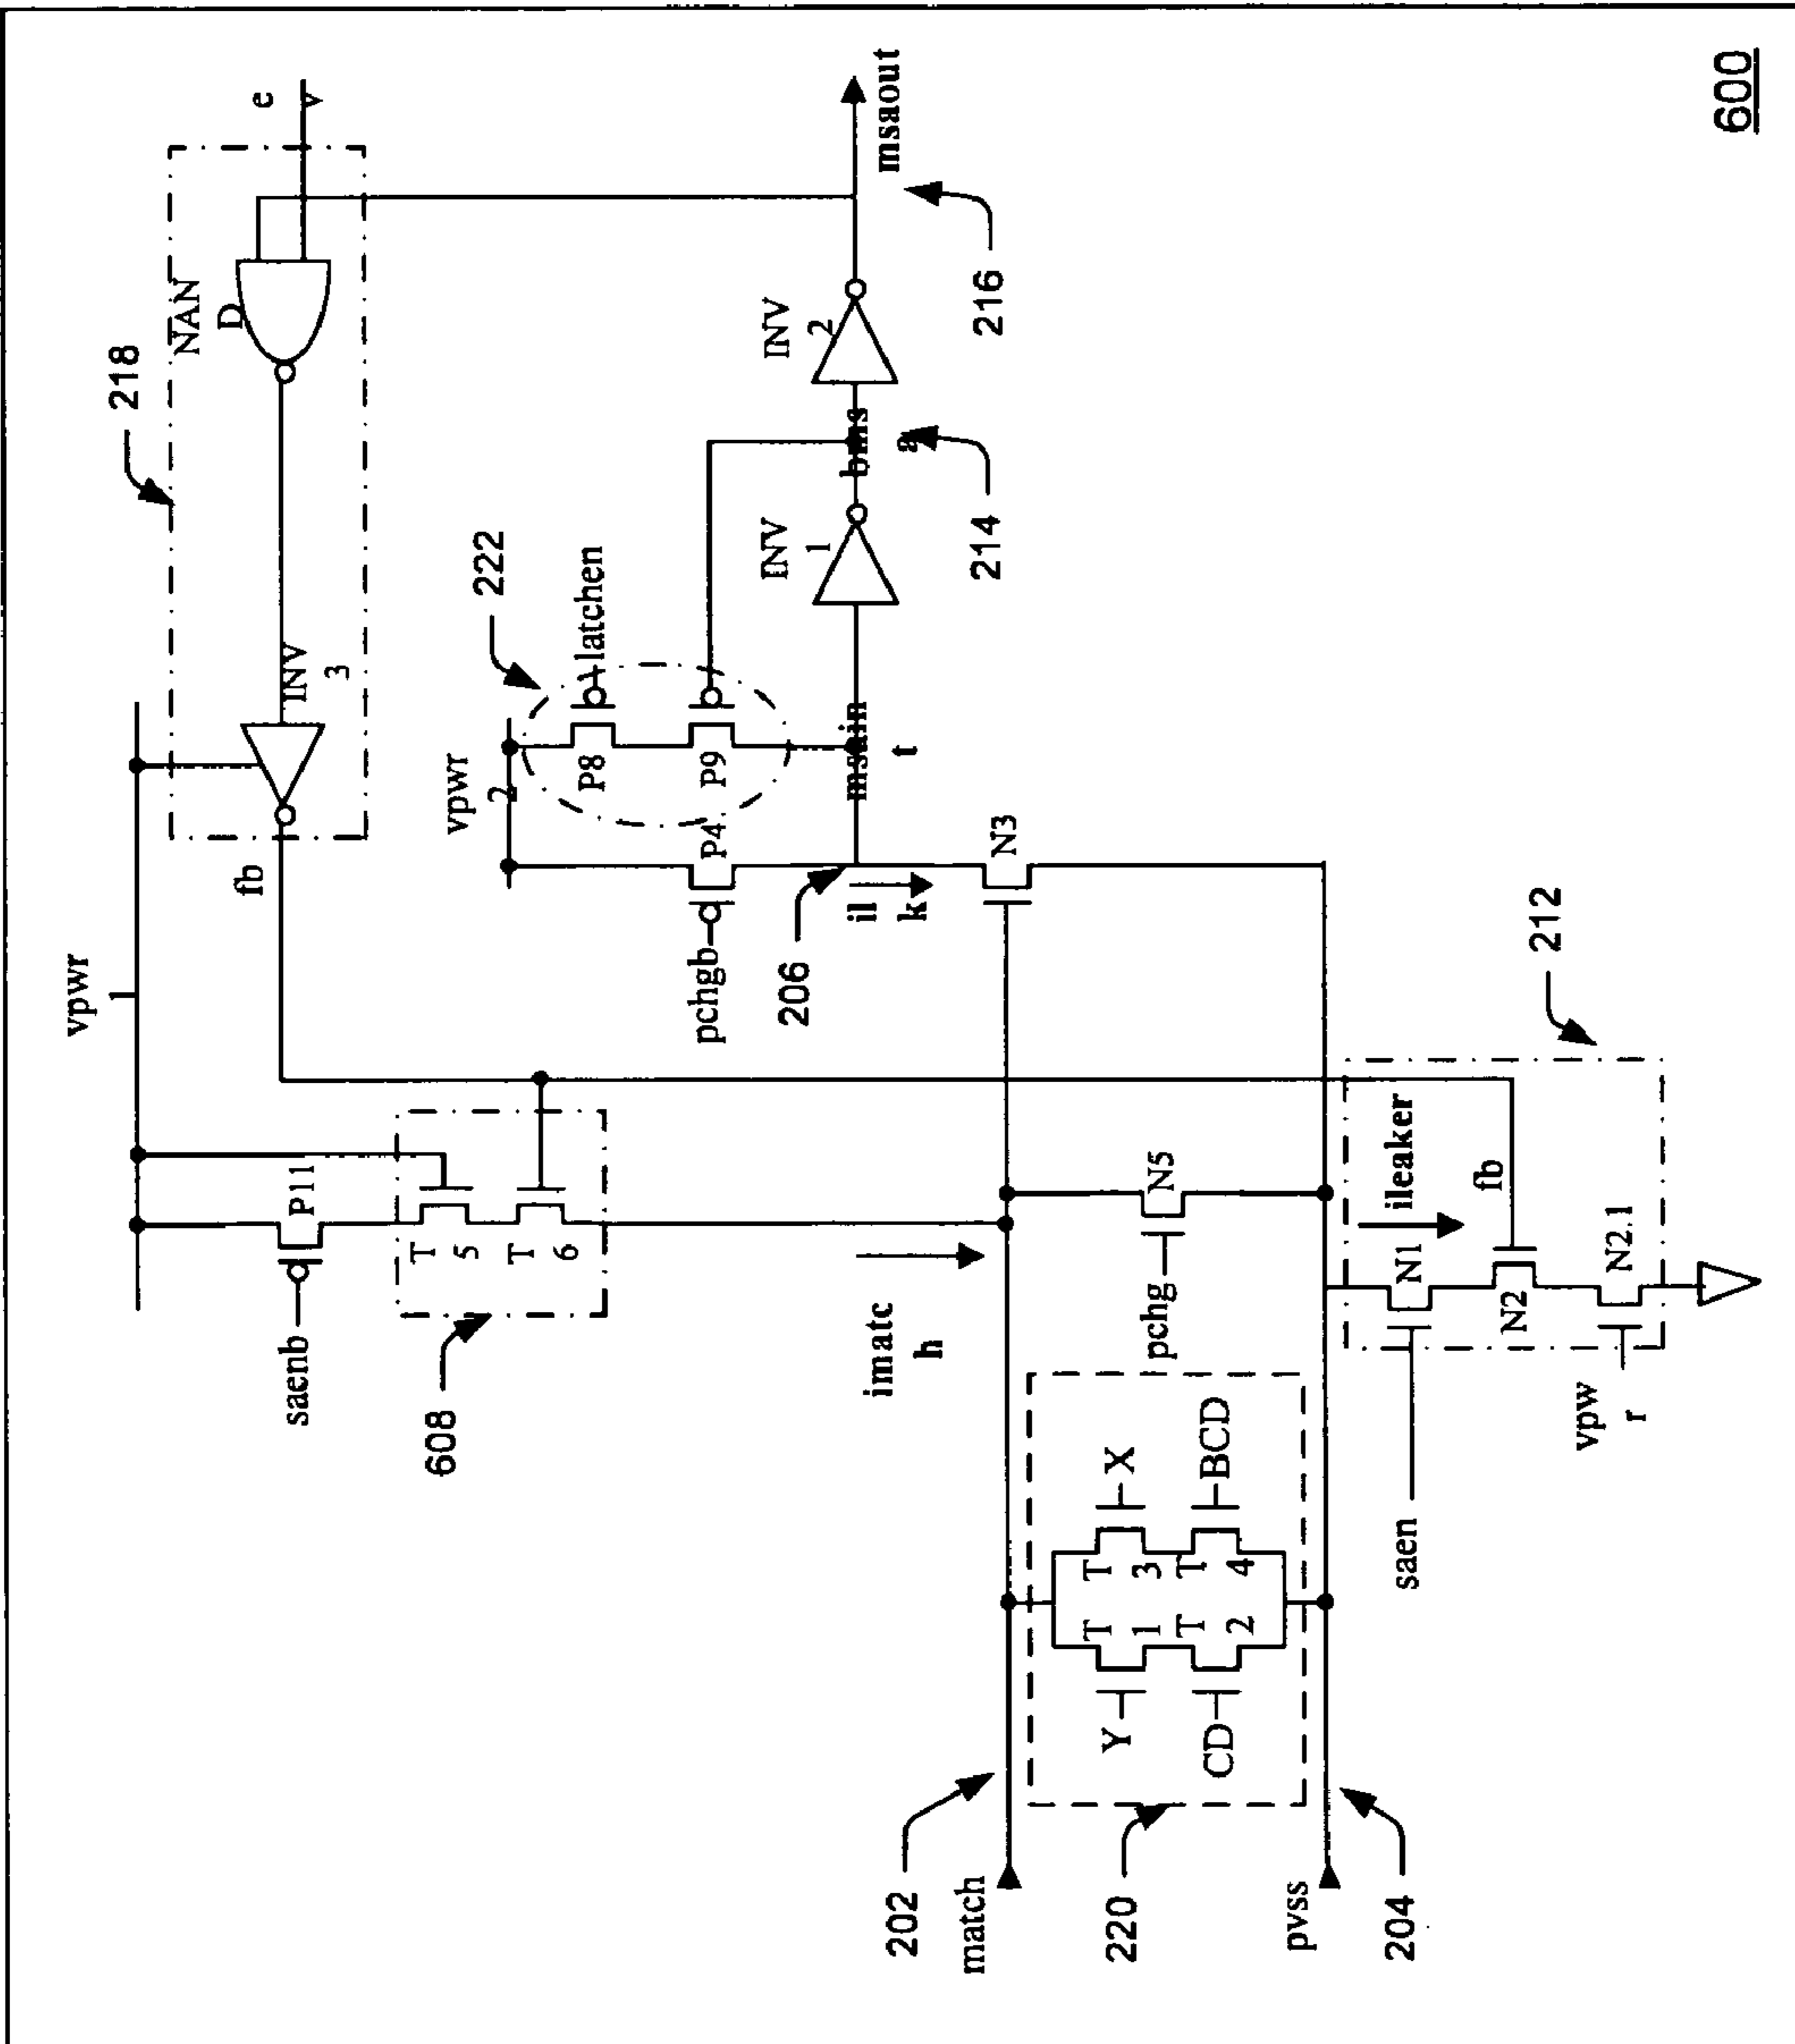 vpwr
1
218
NAN
D
e
v
fb
INV
3
saenb
P11
T
5
T
6
608
vpwr
2
222
P8
latchen
pchgb
P4
P9
206
INV
1
INV
2
imatc
h
il
k
msain
t
bms
a
msaout
202
match
214
216
N3
220
Y
T
1
T
3
X
pchg
N5
CD
T
2
T
4
BCD
pvss
204
saen
N1
ileaker
fb
N2
212
vpw
r
N2.1
600